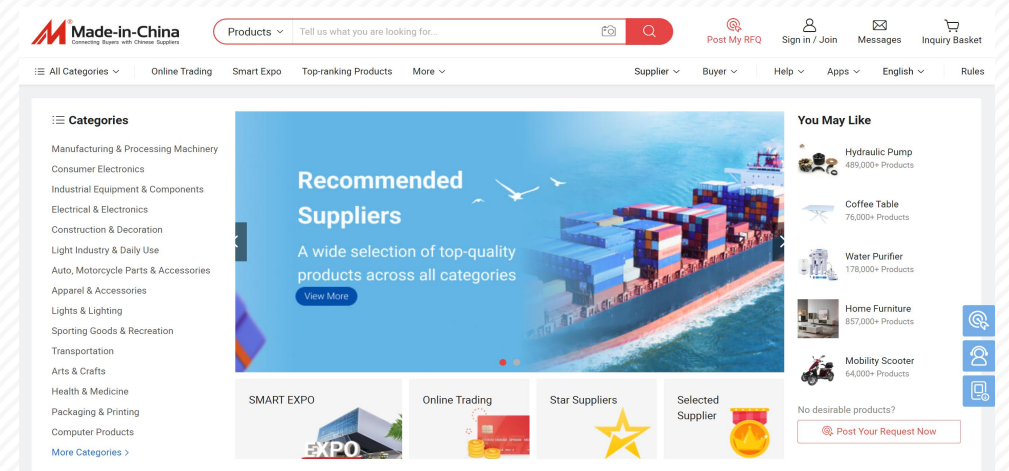 Made-in-China
Connecting Buyers with Chinese Suppliers
Products
Tell us what you are looking for...
Post My RFQ
Sign in / Join
Messages
Inquiry Basket
All Categories
Online Trading
Smart Expo
Top-ranking Products
More
Supplier
Buyer
Help
Apps
English
Rules
Categories
Manufacturing & Processing Machinery
Consumer Electronics
Industrial Equipment & Components
Electrical & Electronics
Construction & Decoration
Light Industry & Daily Use
Auto, Motorcycle Parts & Accessories
Apparel & Accessories
Lights & Lighting
Sporting Goods & Recreation
Transportation
Arts & Crafts
Health & Medicine
Packaging & Printing
Computer Products
More Categories >
Recommended
Suppliers
A wide selection of top-quality
products across all categories
View More
SMART EXPO
EXPO
Online Trading
Star Suppliers
Selected
Supplier
You May Like
Hydraulic Pump
489,000+ Products
Coffee Table
76,000+ Products
Water Purifier
178,000+ Products
Home Furniture
857,000+ Products
Mobility Scooter
64,000+ Products
No desirable products?
Post Your Request Now